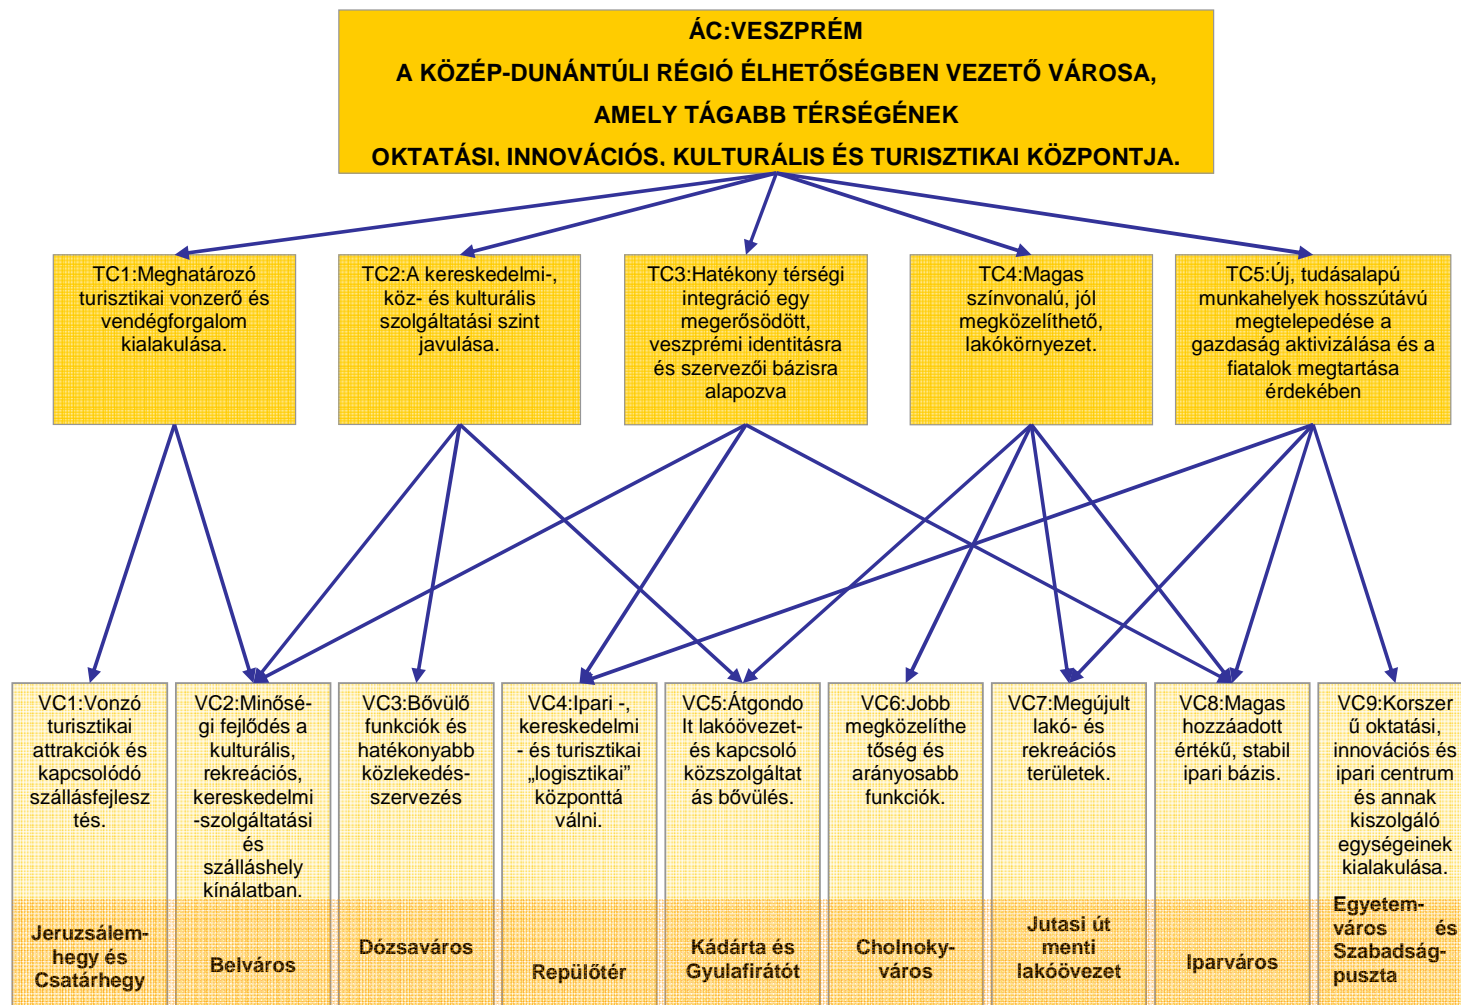 ÁC:VESZPRÉM
A KÖZÉP-DUNÁNTÚLI RÉGIÓ ÉLHETŐSÉGBEN VEZETŐ VÁROSA,
AMELY TÁGABB TÉRSÉGÉNEK
OKTATÁSI, INNOVÁCIÓS, KULTURÁLIS ÉS TURISZTIKAI KÖZPONTJA.
TC1:Meghatározó
turisztikai vonzerő és
vendégforgalom
kialakulása.
TC2:A kereskedelmi-,
köz- és kulturális
szolgáltatási szint
javulása.
TC3:Hatékony térségi
integráció egy
megerősödött,
veszprémi identitásra
és szervezői bázisra
alapozva
TC4:Magas
színvonalú, jól
megközelíthető,
lakókörnyezet.
TC5:Új, tudásalapú
munkahelyek hosszútávú
megtelepedése a
gazdaság aktivizálása és a
fiatalok megtartása
érdekében
VC1:Vonzó
turisztikai
attrakciók és
kapcsolódó
szállásfejlesz
tés.
Jeruzsálem-
hegy és
Csatárhegy
VC2:Minősé-
gi fejlődés a
kulturális,
rekreációs,
kereskedelmi
-szolgáltatási
és
szálláshely
kínálatban.
Belváros
VC3:Bővülő
funkciók és
hatékonyabb
közlekedés-
szervezés
Dózsaváros
VC4:Ipari -,
kereskedelmi
- és turisztikai
„logisztikai”
központtá
válni.
Repülőtér
VC5:Átgondo
lt lakóövezet-
és kapcsoló
közszolgáltat
ás bővülés.
Kádárta és
Gyulafirátót
VC6:Jobb
megközelíthe
tőség és
arányosabb
funkciók.
Cholnoky-
város
VC7:Megújult
lakó- és
rekreációs
területek.
Jutasi út
menti
lakóövezet
VC8:Magas
hozzáadott
értékű, stabil
ipari bázis.
Iparváros
VC9:Korszer
ű oktatási,
innovációs és
ipari centrum
és annak
kiszolgáló
egységeinek
kialakulása.
Egyetem-
város és
Szabadság-
puszta